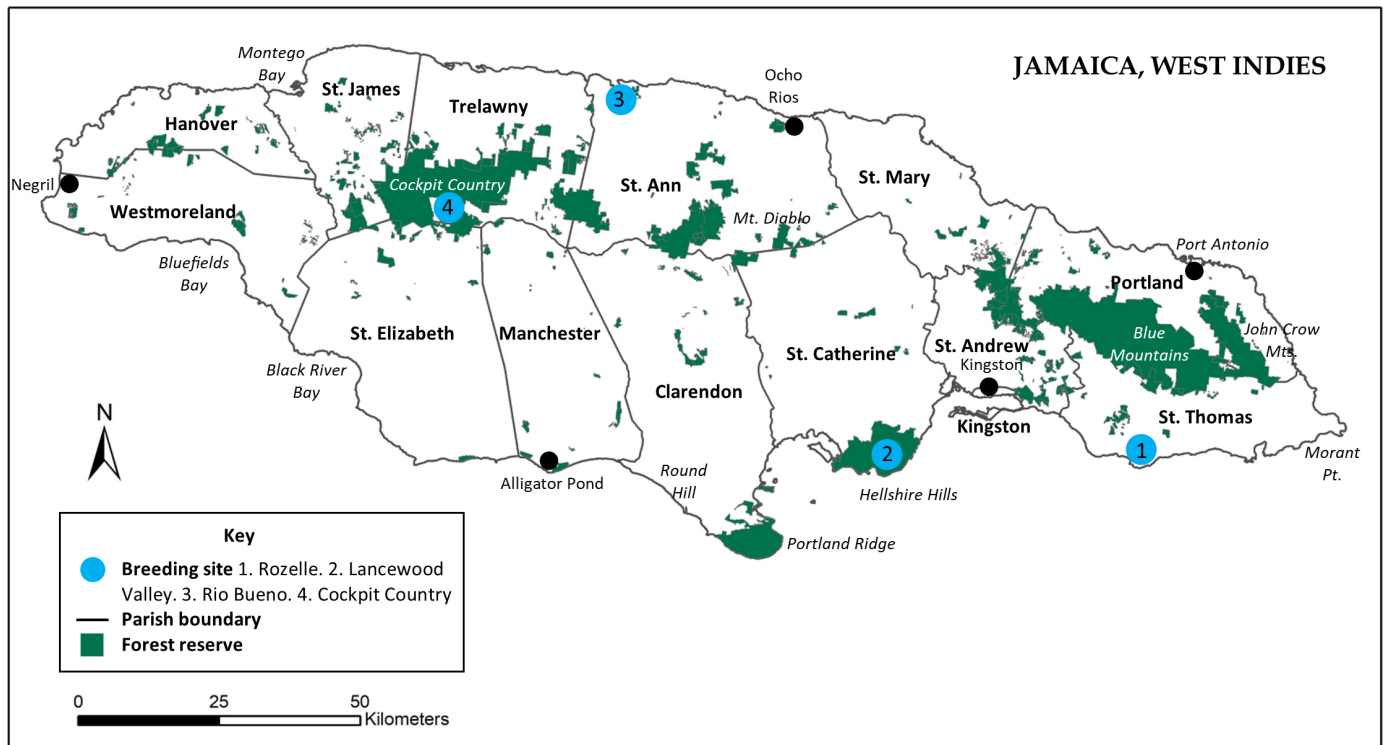 JAMAICA, WEST INDIES
Montego
Bay
St. James
Trelawny
Hanover
3
Ocho
Rios
Negril
Westmoreland
Cockpit Country
4
St. Ann
St. Mary
Mt. Diablo
Bluefields
Bay
Port Antonio
Portland
St. Elizabeth
Manchester
St. Catherine
St. Andrew
Kingston
Blue
Mountains
John Crow
Mts.
Black River
Bay
Clarendon
Kingston
St. Thomas
1
2
Morant
Pt.
N
Alligator Pond
Round
Hill
Hellshire Hills
Portland Ridge
Key
Breeding site 1. Rozelle. 2. Lancewood
Valley. 3. Rio Bueno. 4. Cockpit Country
Parish boundary
Forest reserve
0 25 50
Kilometers